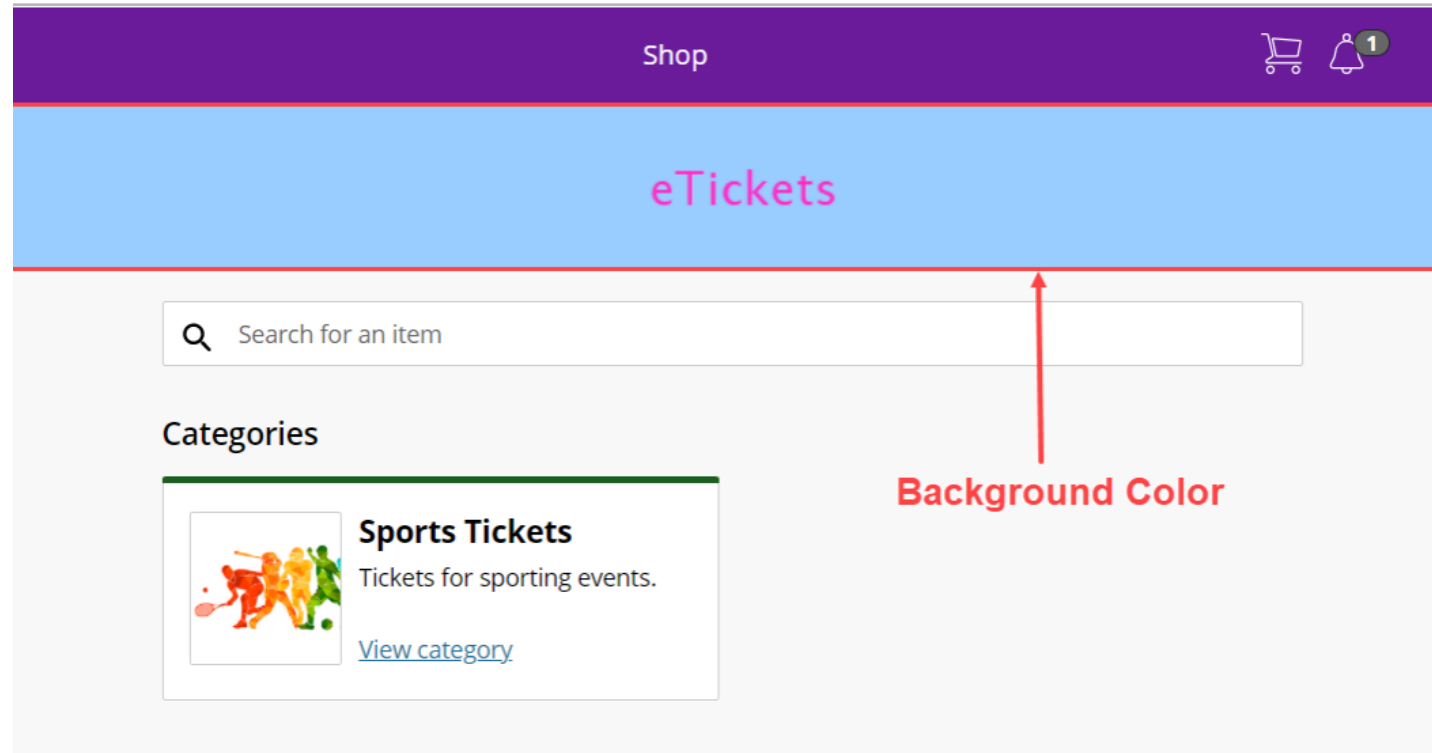 Shop
1
eTickets
Search for an item
Categories
Sports Tickets
Tickets for sporting events.
View category
Background Color